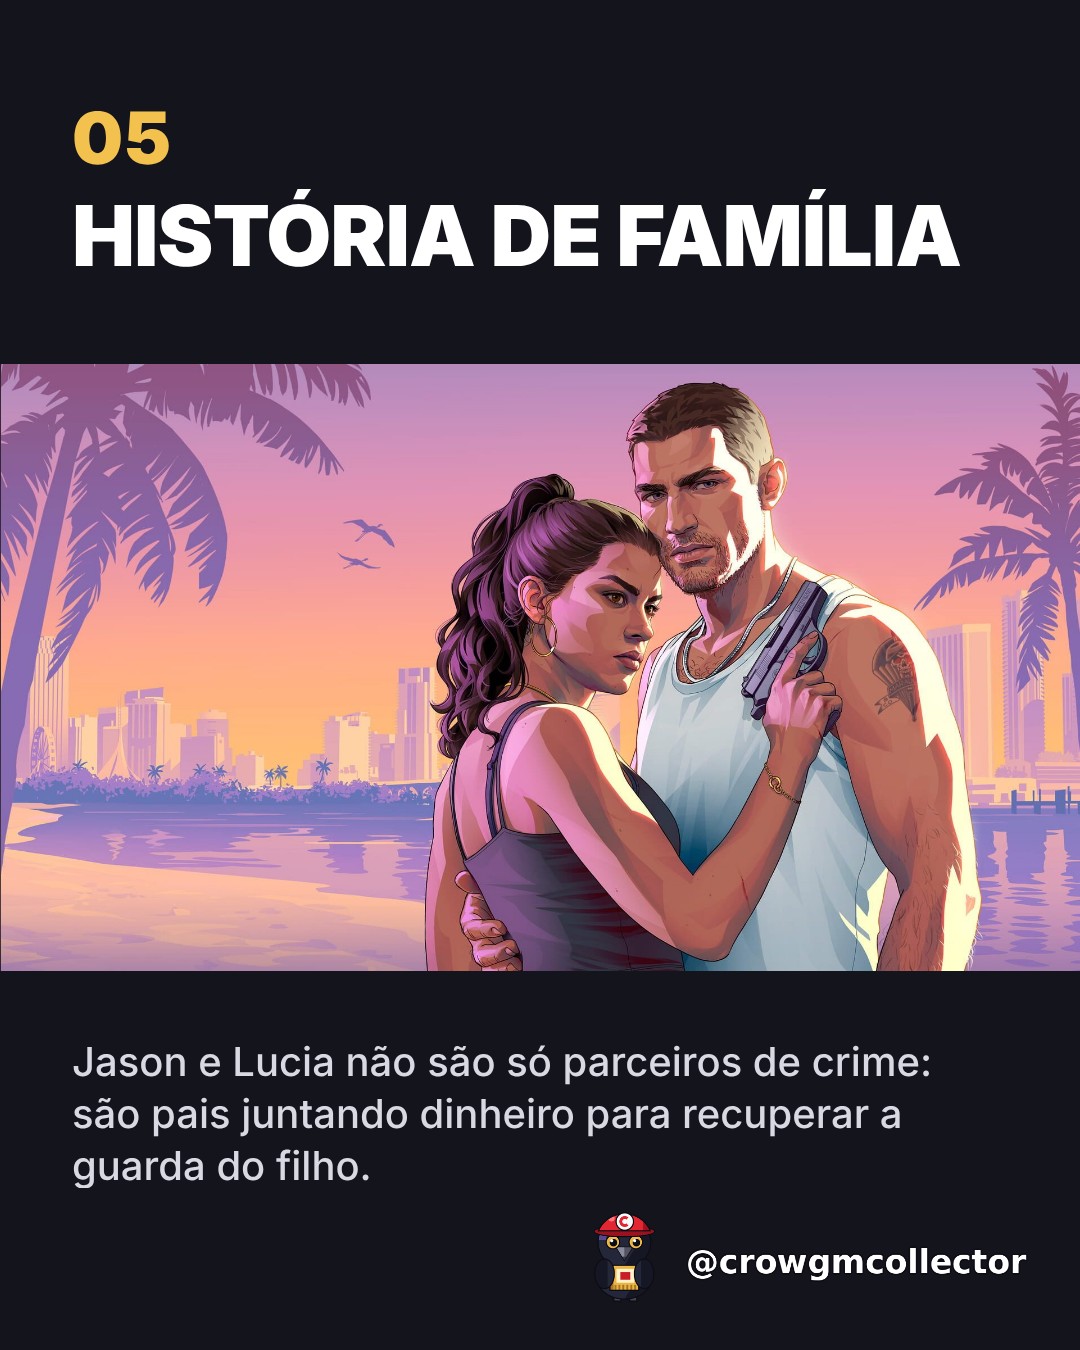 05
HISTÓRIA DE FAMÍLIA
Jason e Lucia não são só parceiros de crime:
são pais juntando dinheiro para recuperar a
guarda do filho.
C
@crowgmcollector